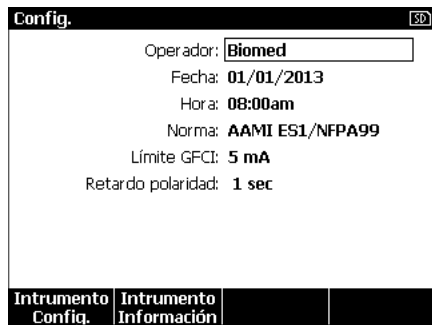 Config. SD
Operador: Biomed
Fecha: 01/01/2013
Hora: 08:00am
Norma: AAMI ES1/NFPA99
Límite GFCI: 5 mA
Retardo polaridad: 1 sec
Intrumento Intrumento
Config. Información